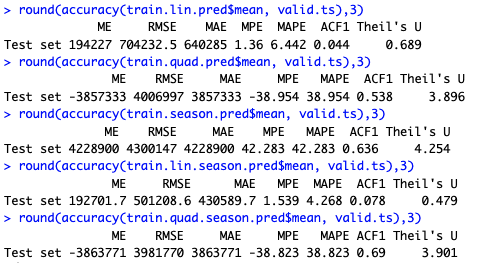 > round(accuracy(train.lin.pred$mean, valid.ts),3)
ME RMSE MAE MPE MAPE ACF1 Theil's U
Test set 194227 704232.5 640285 1.36 6.442 0.044 0.689
> round(accuracy(train.quad.pred$mean, valid.ts),3)
ME RMSE MAE MPE MAPE ACF1 Theil's U
Test set -3857333 4006997 3857333 -38.954 38.954 0.538 3.896
> round(accuracy(train.season.pred$mean, valid.ts),3)
ME RMSE MAE MPE MAPE ACF1 Theil's U
Test set 4228900 4300147 4228900 42.283 42.283 0.636 4.254
> round(accuracy(train.lin.season.pred$mean, valid.ts),3)
ME RMSE MAE MPE MAPE ACF1 Theil's U
Test set 192701.7 501208.6 430589.7 1.539 4.268 0.078 0.479
> round(accuracy(train.quad.season.pred$mean, valid.ts),3)
ME RMSE MAE MPE MAPE ACF1 Theil's U
Test set -3863771 3981770 3863771 -38.823 38.823 0.69 3.901